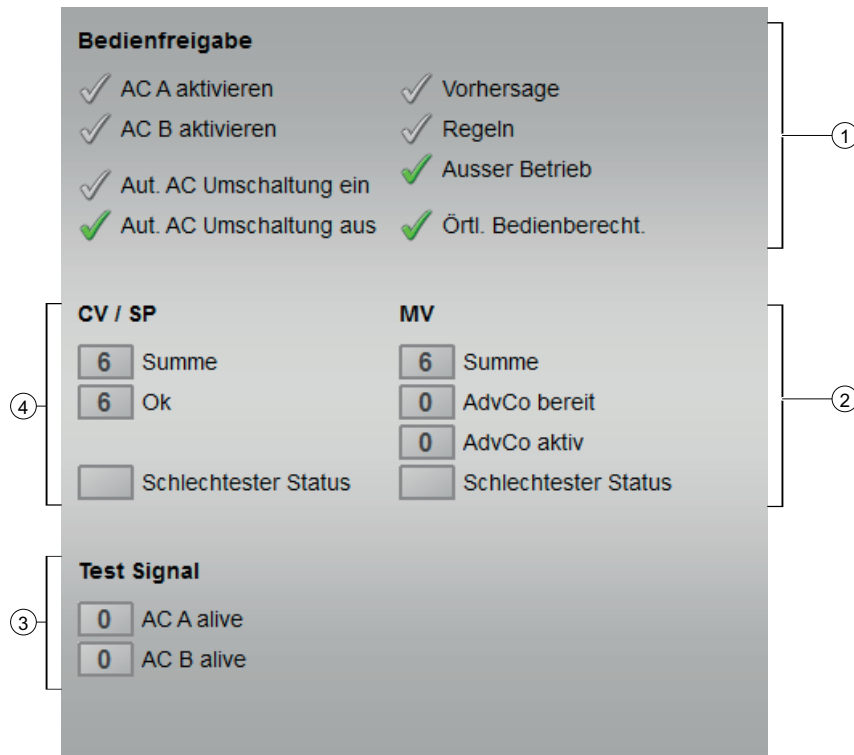 Bedienfreigabe
AC A aktivieren
Vorhersage
AC B aktivieren
Regeln
Aut. AC Umschaltung ein
Ausser Betrieb
Aut. AC Umschaltung aus
Örtl. Bedienberecht.
1
CV / SP
6 Summe
6 Ok
Schlechtester Status
4
MV
6 Summe
0 AdvCo bereit
0 AdvCo aktiv
Schlechtester Status
2
Test Signal
0 AC A alive
0 AC B alive
3